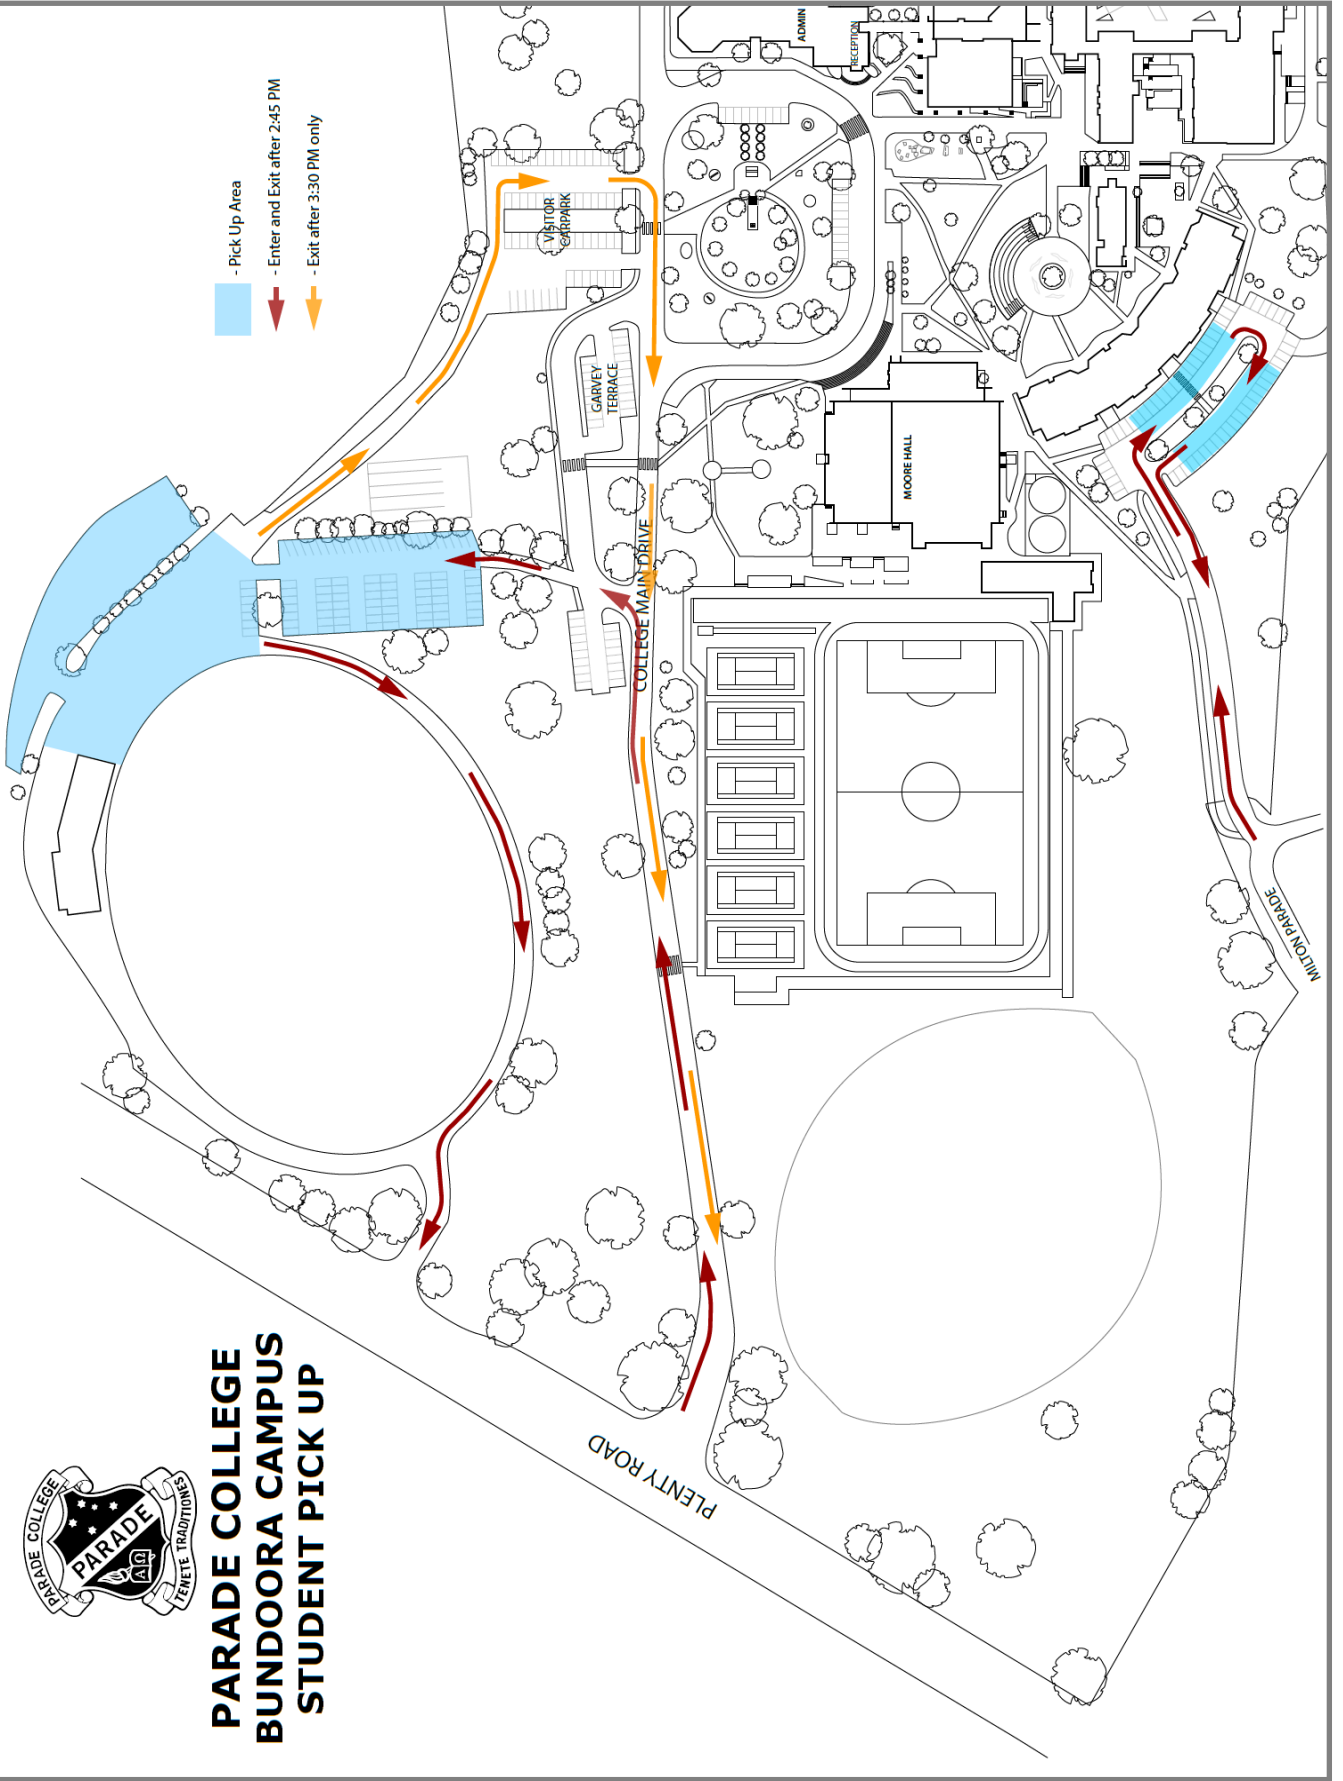 PARADE COLLEGE
BUNDOORA CAMPUS
STUDENT PICK UP
PARADE COLLEGE
PARADE
A Ω
TENETE TRADITIONES
- Pick Up Area
- Enter and Exit after 2:45 PM
- Exit after 3:30 PM only
VISITOR
CARPARK
GARVEY
TERRACE
COLLEGE MAIN DRIVE
PLENTY ROAD
ADMIN
RECEPTION
MOORE HALL
MILTON PARADE